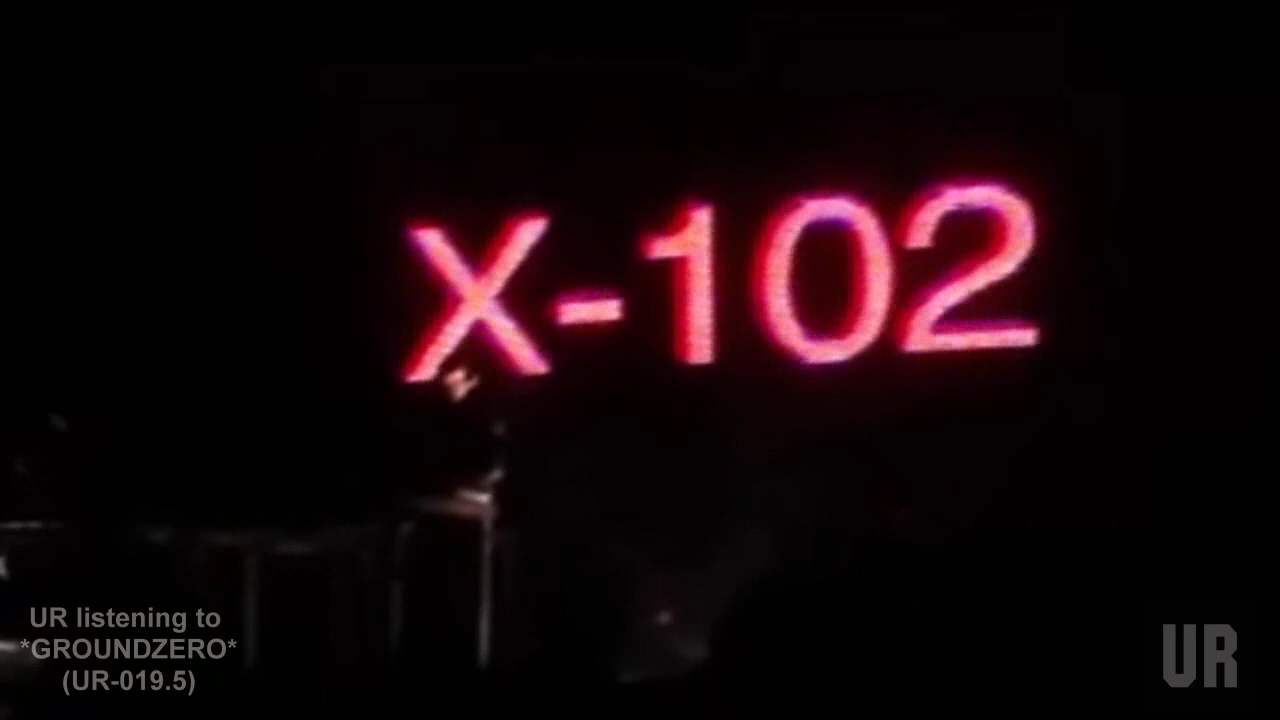 X-102
UR listening to
*GROUNDZERO*
(UR-019.5)
UR